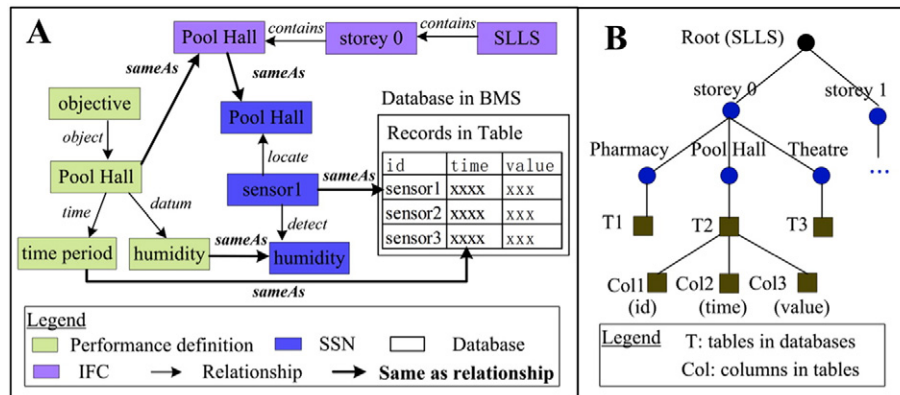 A
Pool Hall
contains
storey 0
contains
SLLS
sameAs
sameAs
objective
object
Pool Hall
Pool Hall
locate
time
datum
sensor1
sameAs
detect
time period
humidity
sameAs
humidity
sameAs
Database in BMS
Records in Table
id time value
sensor1 xxxx xxx
sensor2 xxxx xxx
sensor3 xxxx xxx
Legend
Performance definition SSN Database
IFC Relationship Same as relationship
B
Root (SLLS)
storey 0 storey 1
Pharmacy Pool Hall Theatre
...
T1 T2 T3
Col1 Col2 Col3
(id) (time) (value)
Legend T: tables in databases
Col: columns in tables